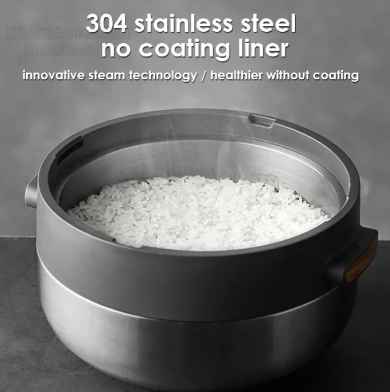 304 stainless steel
no coating liner
innovative steam technology / healthier without coating